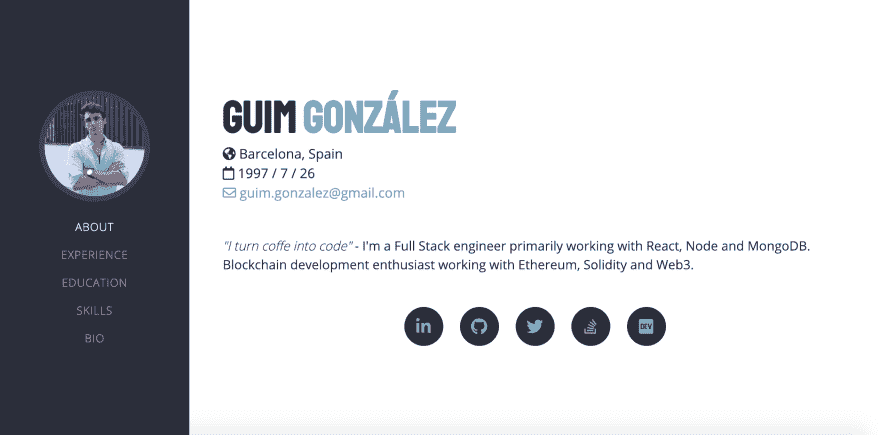 ABOUT
EXPERIENCE
EDUCATION
SKILLS
BIO
GUIM GONZÁLEZ
Barcelona, Spain
1997 / 7 / 26
guim.gonzalez@gmail.com
"I turn coffe into code" - I'm a Full Stack engineer primarily working with React, Node and MongoDB.
Blockchain development enthusiast working with Ethereum, Solidity and Web3.
in
DEV